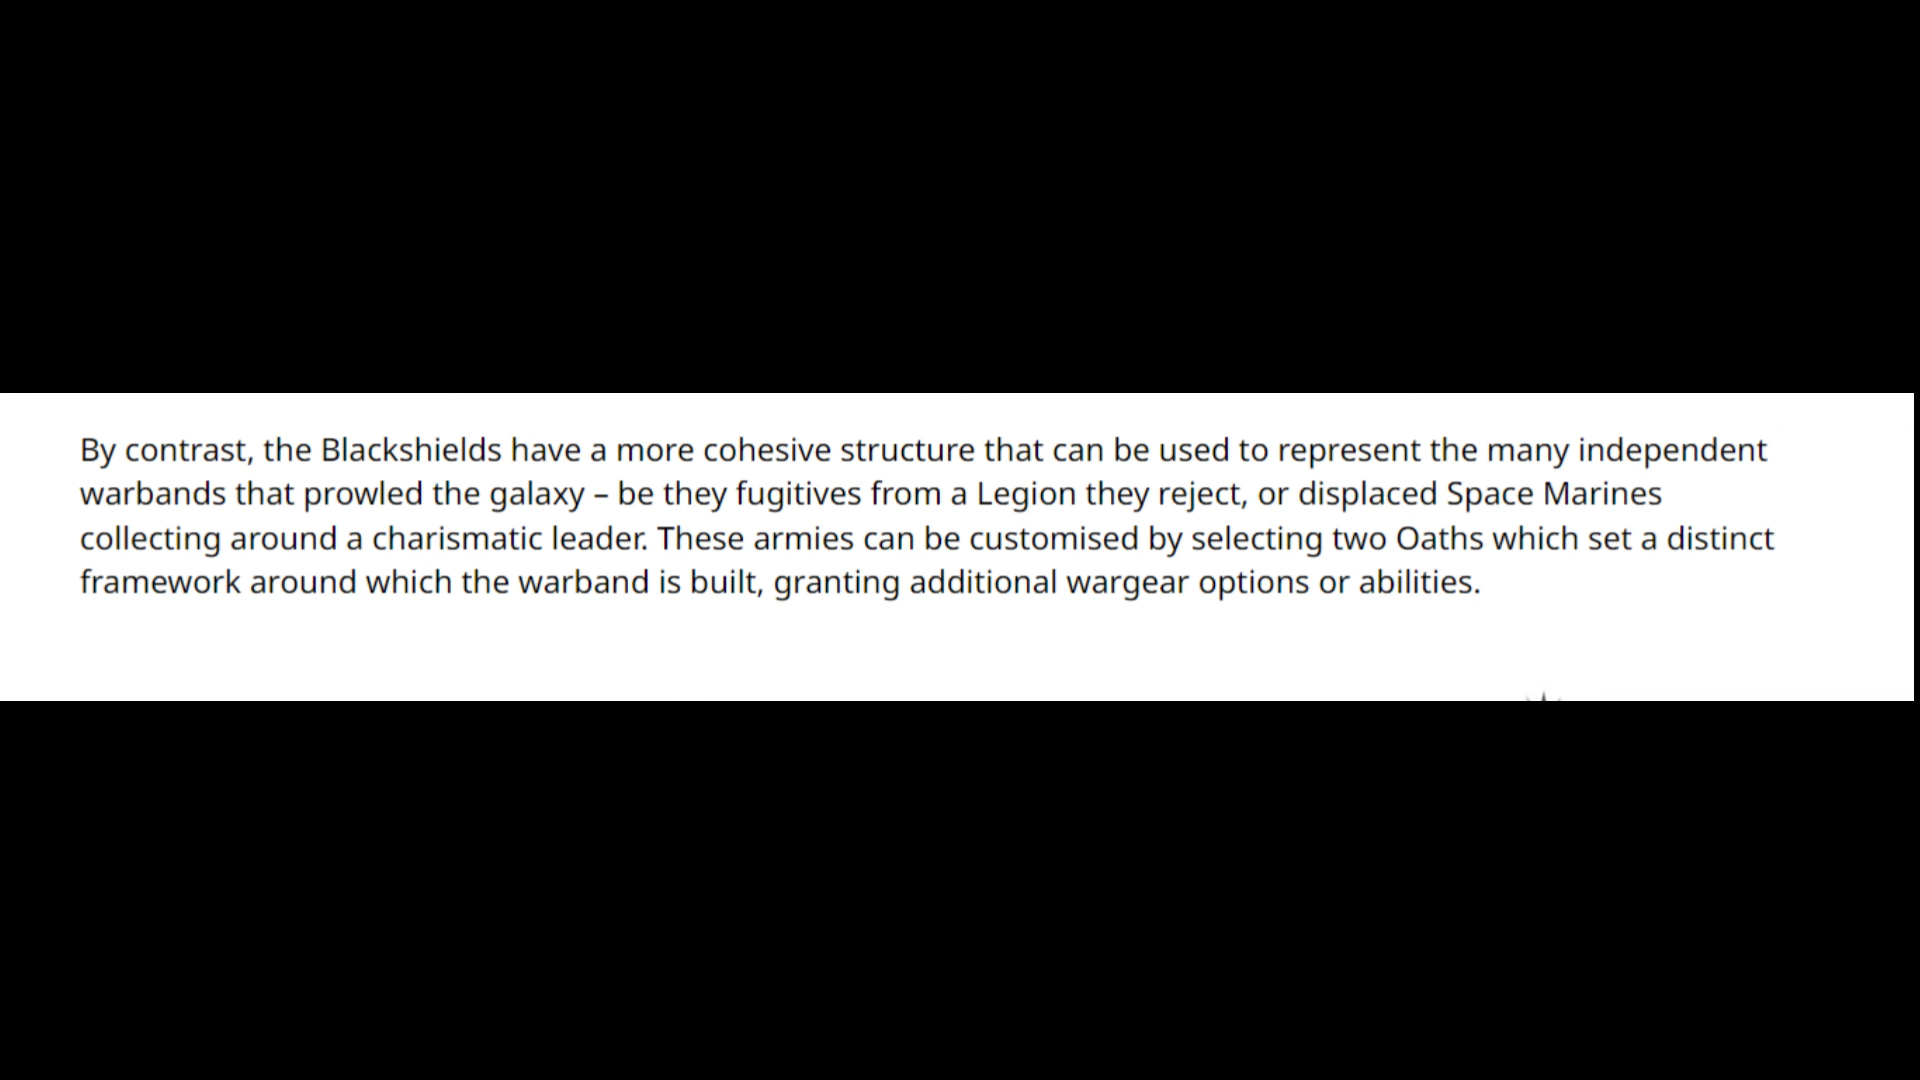 By contrast, the Blackshields have a more cohesive structure that can be used to represent the many independent
warbands that prowled the galaxy – be they fugitives from a Legion they reject, or displaced Space Marines
collecting around a charismatic leader. These armies can be customised by selecting two Oaths which set a distinct
framework around which the warband is built, granting additional wargear options or abilities.